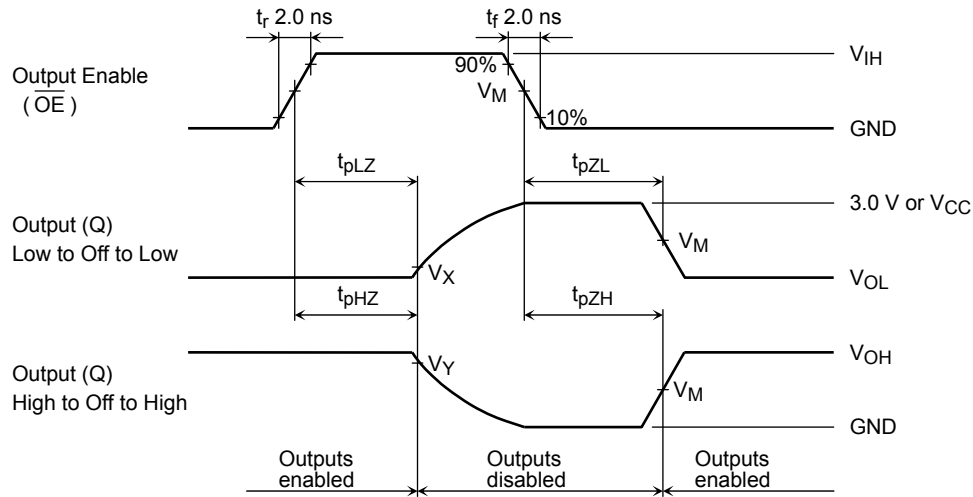 tr 2.0 ns
tf 2.0 ns
Output Enable
( OE )
90%
VM
10%
VIH
GND
tpLZ
tpZL
Output (Q)
Low to Off to Low
3.0 V or VCC
VM
VX
VOL
tpHZ
tpZH
Output (Q)
High to Off to High
VY
VOH
VM
GND
Outputs
enabled
Outputs
disabled
Outputs
enabled